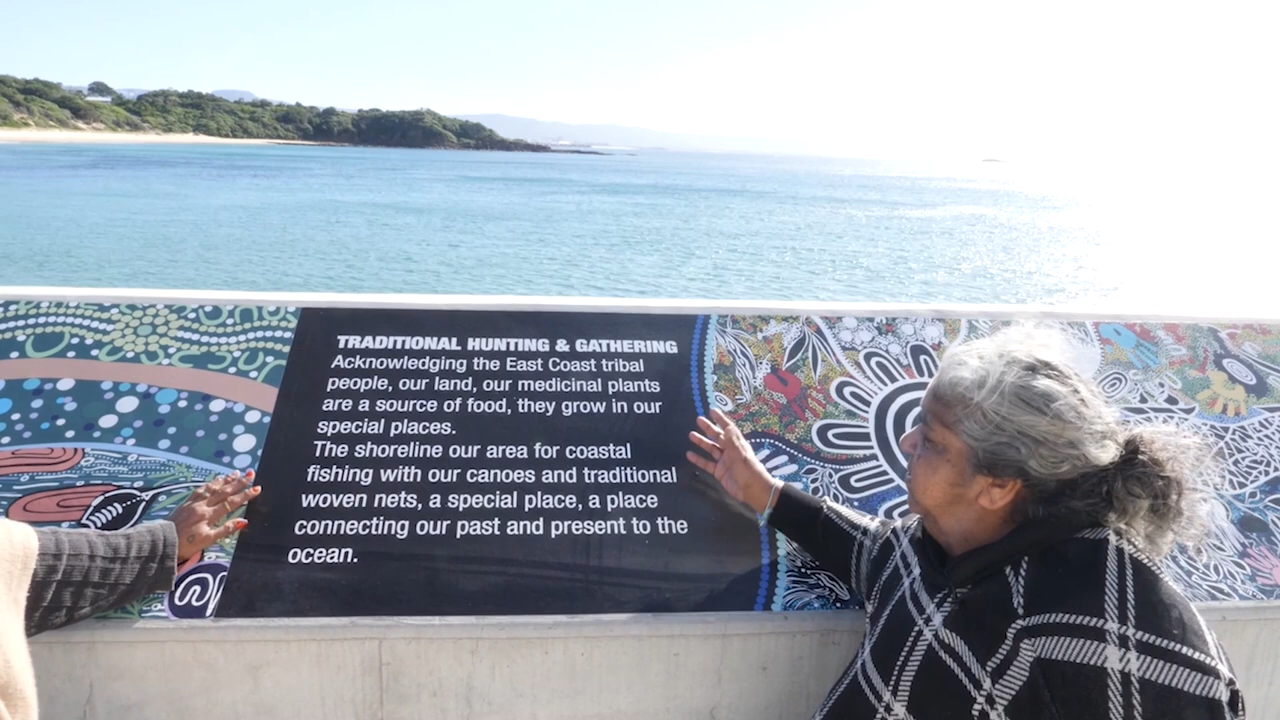 TRADITIONAL HUNTING & GATHERING
Acknowledging the East Coast tribal
people, our land, our medicinal plants
are a source of food, they grow in our
special places.
The shoreline our area for coastal
fishing with our canoes and traditional
woven nets, a special place, a place
connecting our past and present to the
ocean.